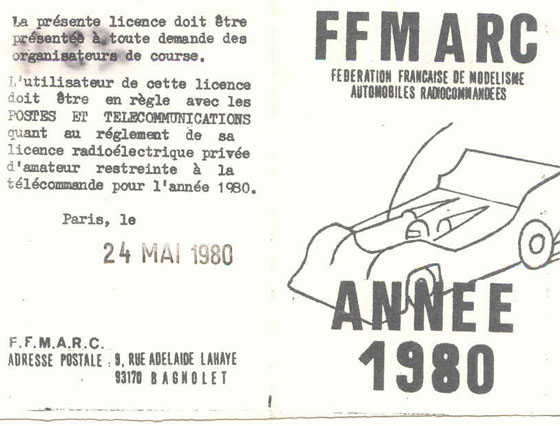 La présente licence doit être
présentée à toute demande des
organisateurs de course.
L'utilisateur de cette licence
doit être en règle avec les
POSTES ET TELECOMMUNICATIONS
quant au réglement de sa
licence radioélectrique privée
d'amateur restreinte à la
télécommande pour l'année 1980.
Paris, le
24 MAI 1980
F.F.M.A.R.C.
ADRESSE POSTALE : 9, RUE ADELAIDE LAHAYE
93170 BAGNOLET
FFMARC
FEDERATION FRANCAISE DE MODELISME
AUTOMOBILES RADIOCOMMANDEES
ANNEE
1980